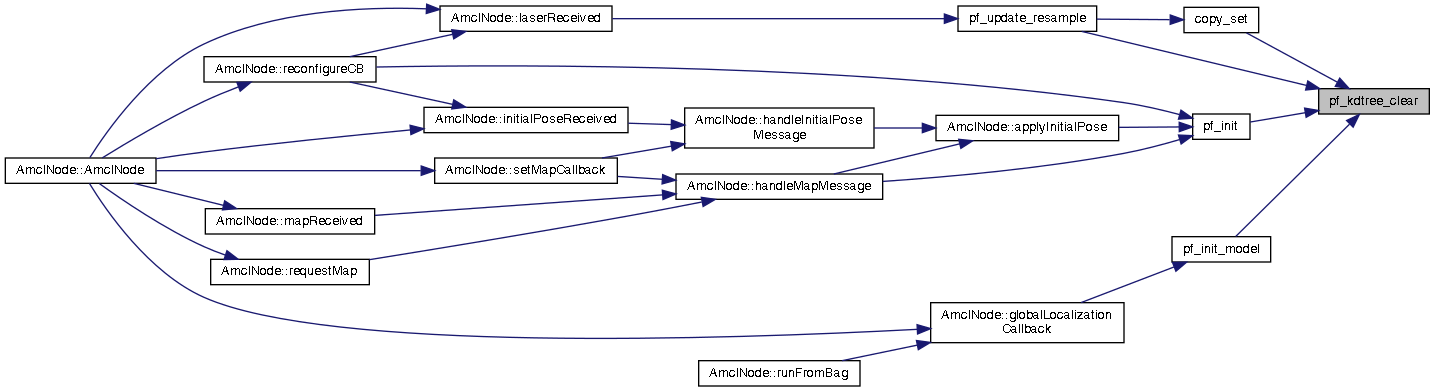 AmclNode::AmclNode
AmclNode::laserReceived
AmclNode::reconfigureCB
AmclNode::initialPoseReceived
AmclNode::setMapCallback
AmclNode::mapReceived
AmclNode::requestMap
AmclNode::handleInitialPose
Message
AmclNode::handleMapMessage
AmclNode::runFromBag
pf_update_resample
AmclNode::applyInitialPose
AmclNode::globalLocalization
Callback
copy_set
pf_init
pf_init_model
pf_kdtree_clear